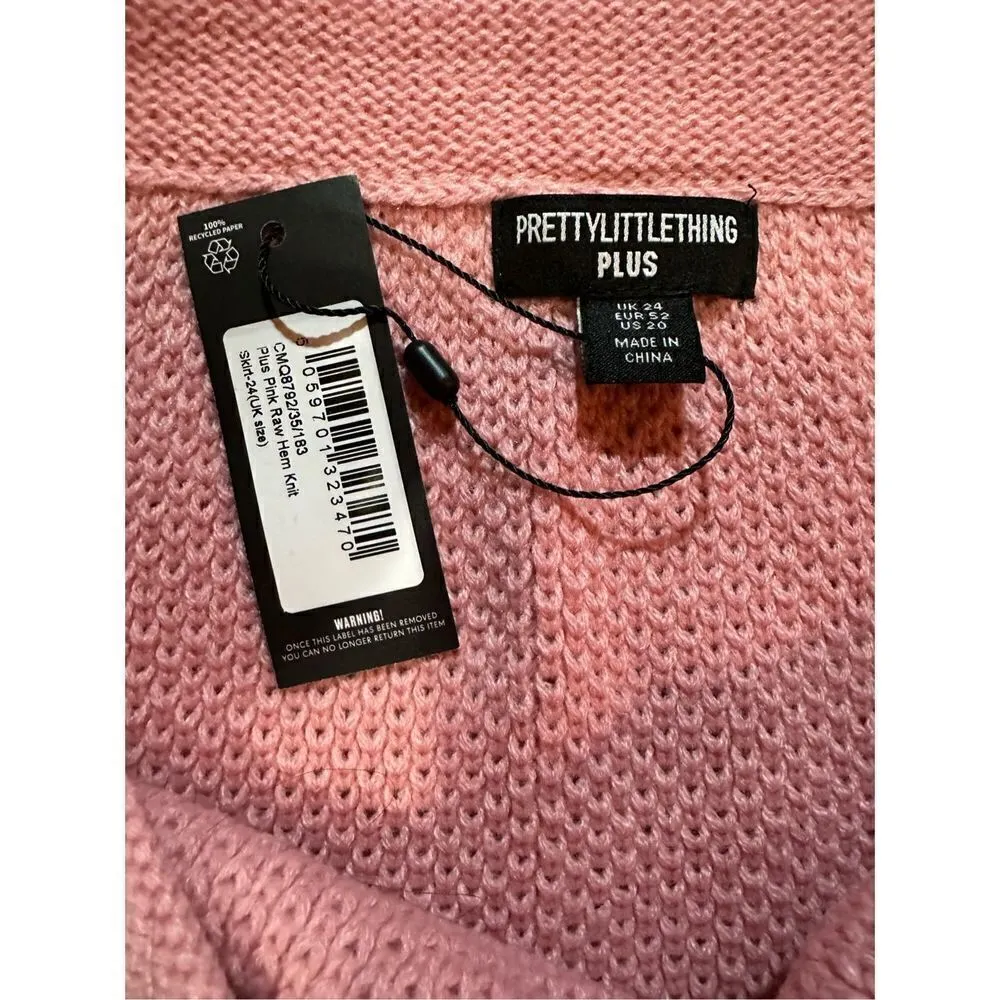 100%
RECYCLED PAPER
CMQ8792/35/183
Plus Pink Raw Hem Knit
Skirt-24(UK size)
5 059701 323470
WARNING!
ONCE THIS LABEL HAS BEEN REMOVED
YOU CAN NO LONGER RETURN THIS ITEM
PRETTYLITTLETHING
PLUS
UK 24
EUR 52
US 20
MADE IN
CHINA